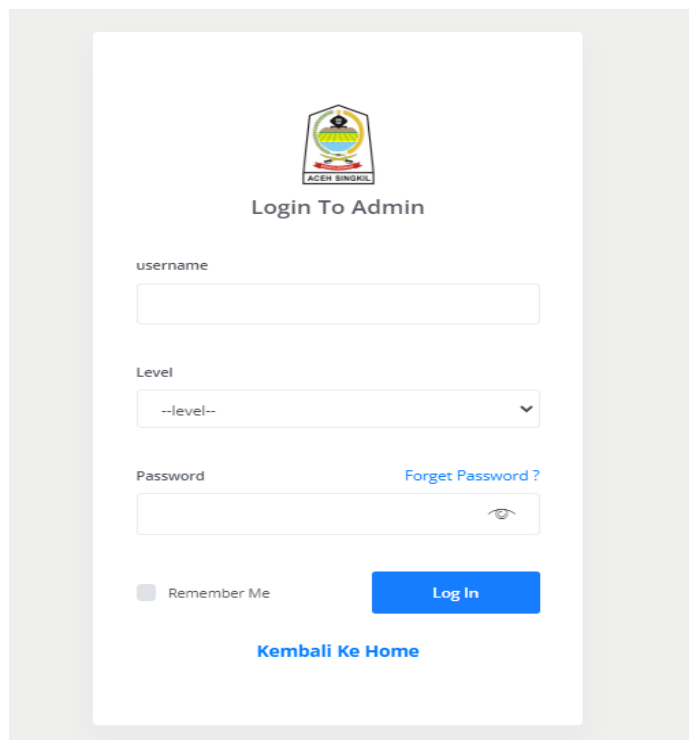 ACEH SINGKIL
Login To Admin
username
Level
--level--
Password Forget Password ?
Remember Me Log In
Kembali Ke Home